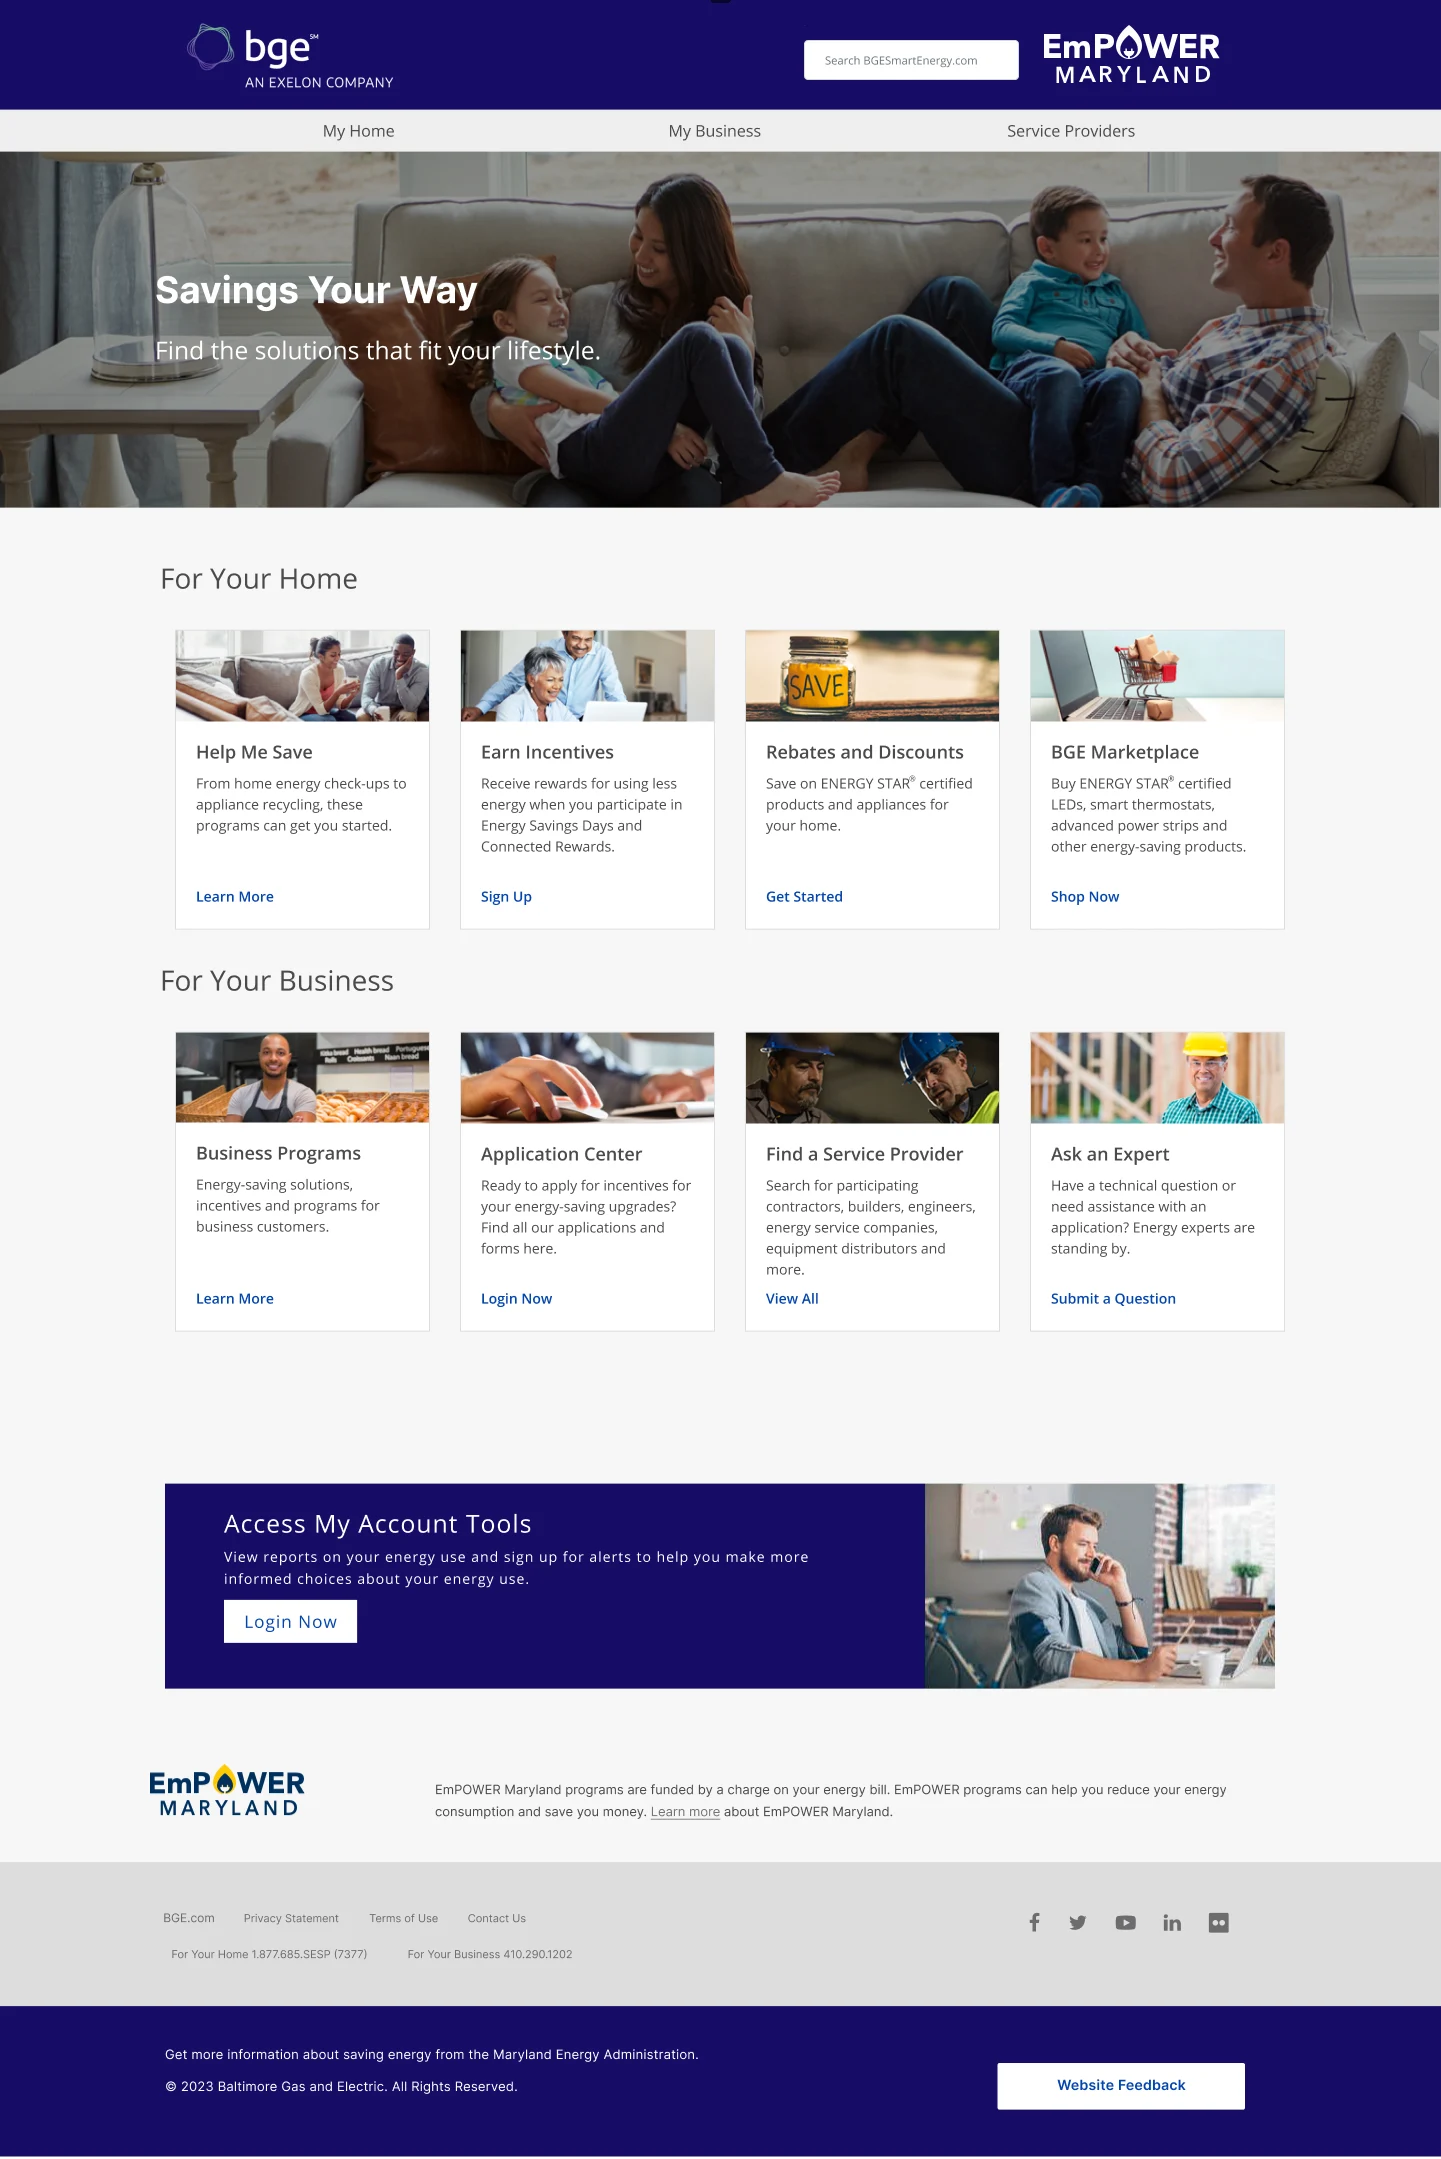 bge℠
AN EXELON COMPANY
Search BGESmartEnergy.com
EmPOWER
MARYLAND
My Home
My Business
Service Providers
Savings Your Way
Find the solutions that fit your lifestyle.
For Your Home
SAVE
Help Me Save
From home energy check-ups to
appliance recycling, these
programs can get you started.
Learn More
Earn Incentives
Receive rewards for using less
energy when you participate in
Energy Savings Days and
Connected Rewards.
Sign Up
Rebates and Discounts
Save on ENERGY STAR® certified
products and appliances for
your home.
Get Started
BGE Marketplace
Buy ENERGY STAR® certified
LEDs, smart thermostats,
advanced power strips and
other energy-saving products.
Shop Now
For Your Business
Health bread Portuguese
Rolls Croissants Naan bread
Business Programs
Energy-saving solutions,
incentives and programs for
business customers.
Learn More
Application Center
Ready to apply for incentives for
your energy-saving upgrades?
Find all our applications and
forms here.
Login Now
Find a Service Provider
Search for participating
contractors, builders, engineers,
energy service companies,
equipment distributors and
more.
View All
Ask an Expert
Have a technical question or
need assistance with an
application? Energy experts are
standing by.
Submit a Question
Access My Account Tools
View reports on your energy use and sign up for alerts to help you make more
informed choices about your energy use.
Login Now
EmPOWER
MARYLAND
EmPOWER Maryland programs are funded by a charge on your energy bill. EmPOWER programs can help you reduce your energy
consumption and save you money. Learn more about EmPOWER Maryland.
BGE.com Privacy Statement Terms of Use Contact Us
For Your Home 1.877.685.SESP (7377) For Your Business 410.290.1202
Get more information about saving energy from the Maryland Energy Administration.
© 2023 Baltimore Gas and Electric. All Rights Reserved.
Website Feedback